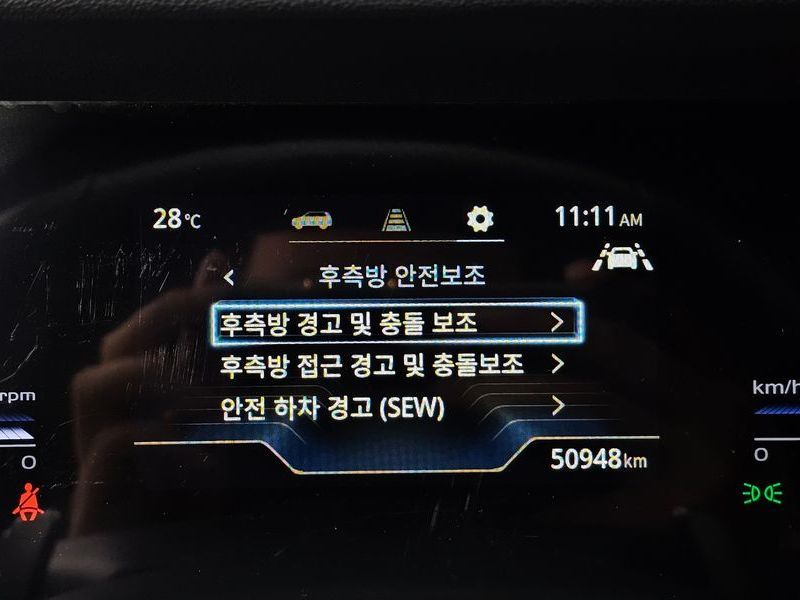 28℃
11:11 AM
< 후측방 안전보조
후측방 경고 및 충돌 보조 >
후측방 접근 경고 및 충돌보조 >
안전 하차 경고 (SEW) >
rpm
km/h
0
50948km
0